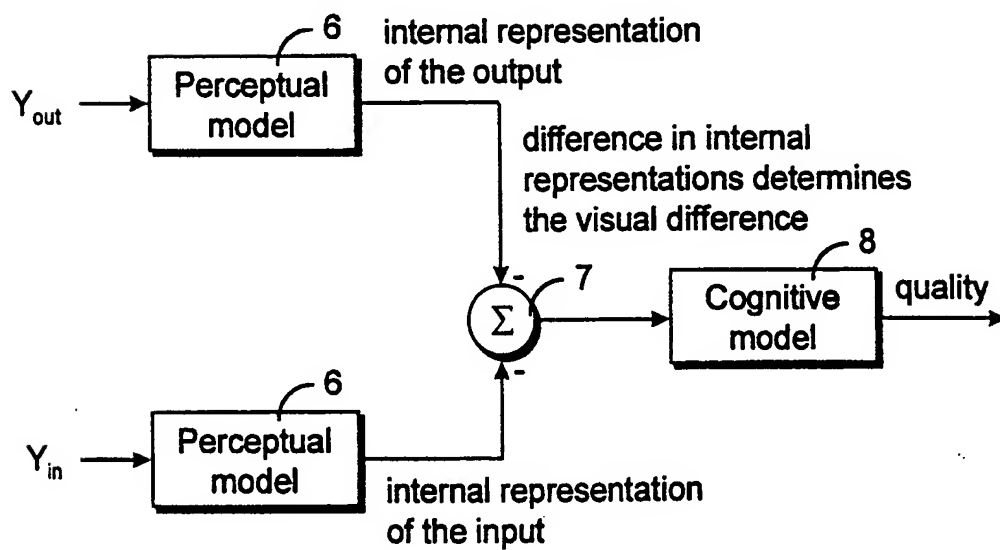 6
internal representation
of the output
Y_out
Perceptual
model
difference in internal
representations determines
the visual difference
-
7
Σ
8
Cognitive
model
quality
-
6
Y_in
Perceptual
model
internal representation
of the input